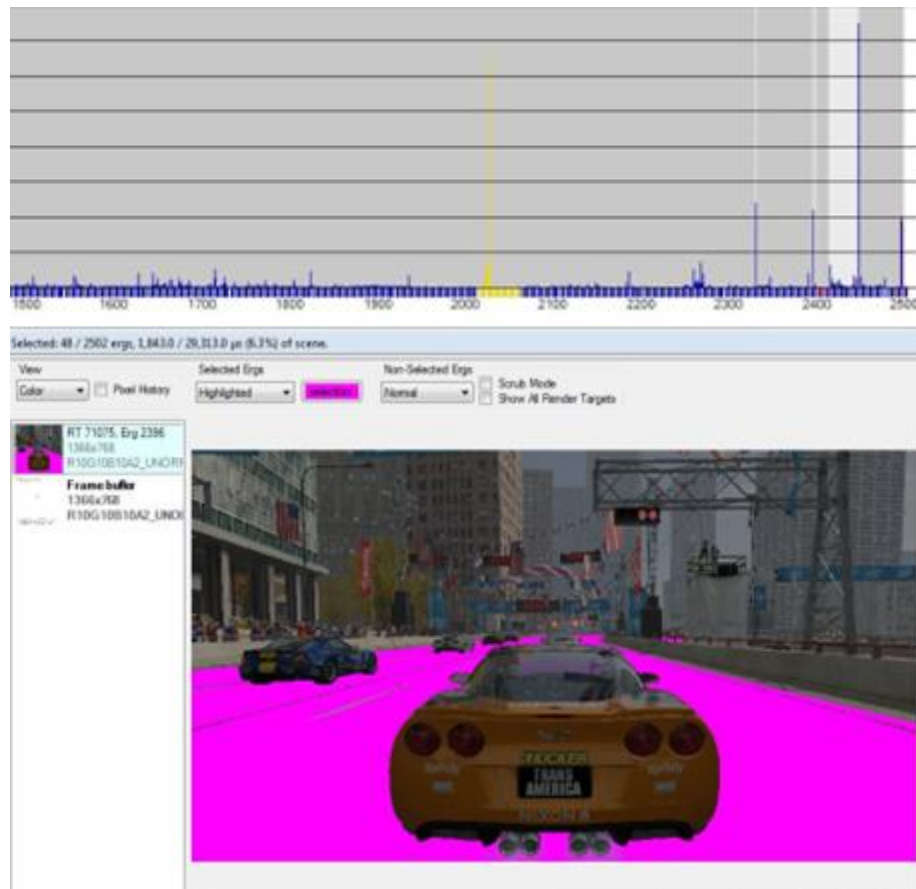 1500 1600 1700 1800 1900 2000 2100 2200 2300 2400 2500
Selected: 48 / 2502 ergs, 1,843.0 / 29,313.0 µs (6.3%) of scene.
View Selected Ergs Non-Selected Ergs
Color Pixel History Highlighted Selection Normal Scrub Mode
Show All Render Targets
RT 71075, Erg 2396
1366x768
Frame buffer
1366x768
HUCKER
TRANS
AMERICA